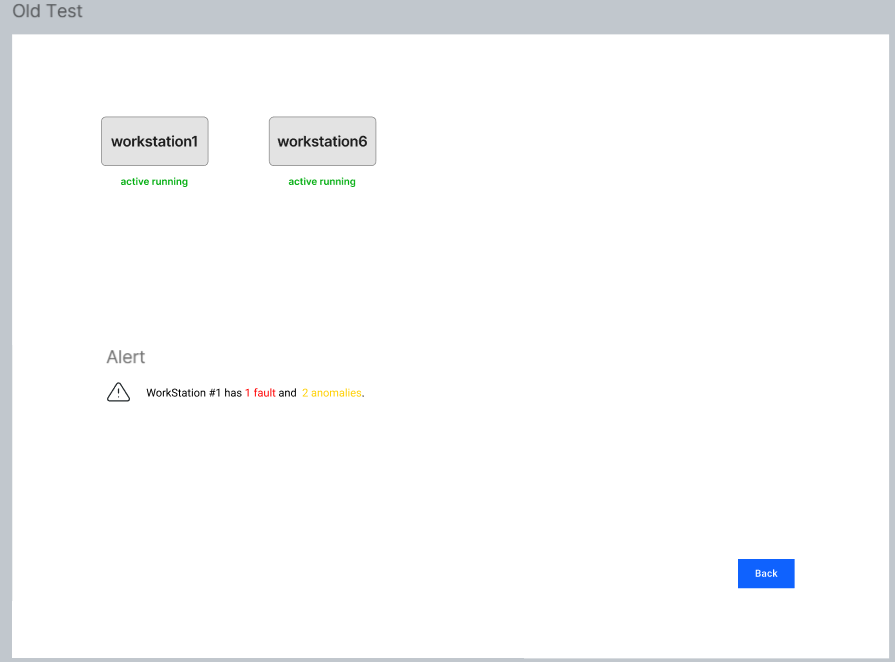 Old Test
workstation1 workstation6
active running active running
Alert
WorkStation #1 has 1 fault and 2 anomalies.
Back